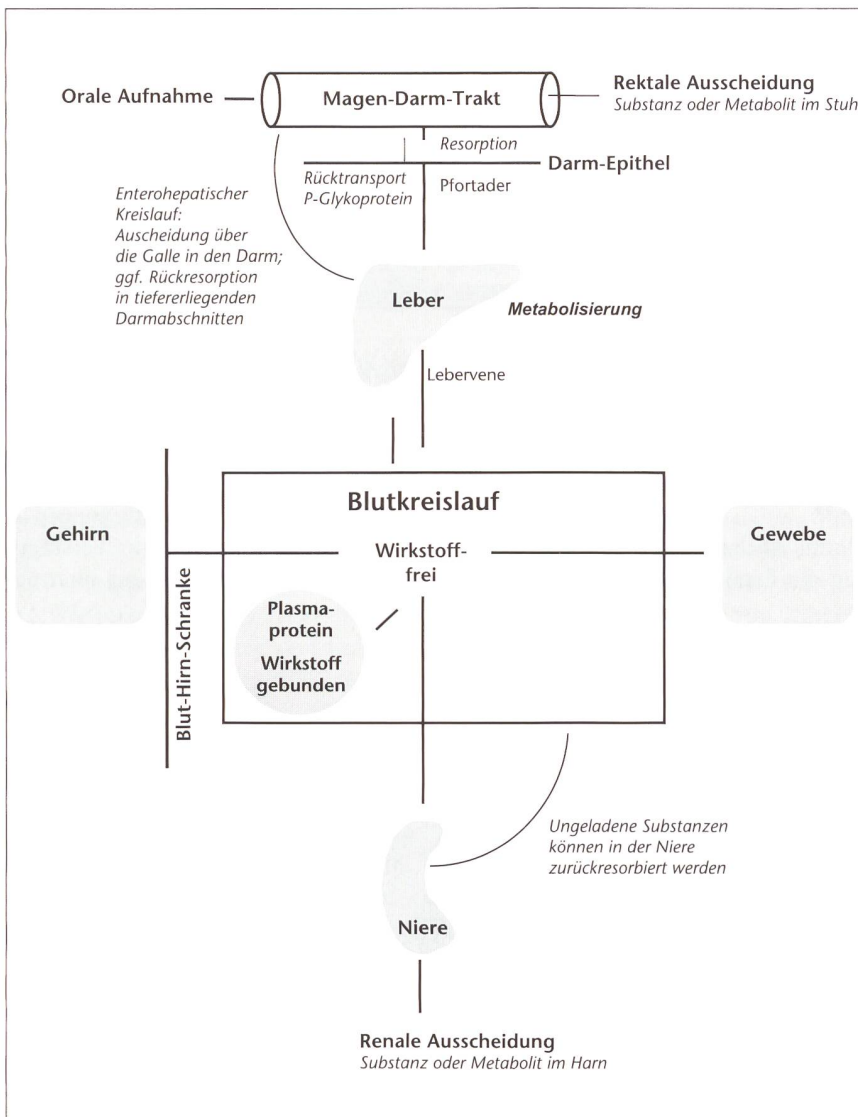 Orale Aufnahme
Magen-Darm-Trakt
Rektale Ausscheidung
Substanz oder Metabolit im Stuh
Resorption
Darm-Epithel
Rücktransport
P-Glykoprotein
Pfortader
Enterohepatischer
Kreislauf:
Auscheidung über
die Galle in den Darm;
ggf. Rückresorption
in tiefererliegenden
Darmabschnitten
Leber
Metabolisierung
Lebervene
Blutkreislauf
Gehirn
Gewebe
Wirkstoff-
frei
Blut-Hirn-Schranke
Plasma-
protein
Wirkstoff
gebunden
Ungeladene Substanzen
können in der Niere
zurückresorbiert werden
Niere
Renale Ausscheidung
Substanz oder Metabolit im Harn